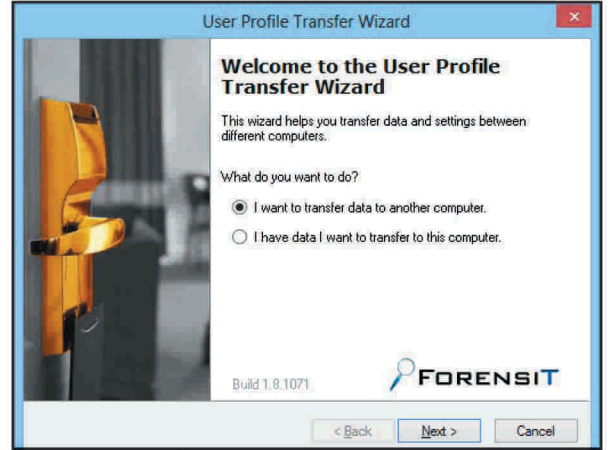 User Profile Transfer Wizard
Welcome to the User Profile
Transfer Wizard
This wizard helps you transfer data and settings between
different computers.
What do you want to do?
I want to transfer data to another computer.
I have data I want to transfer to this computer.
Build 1.8.1071
FORENSIT
< Back
Next >
Cancel